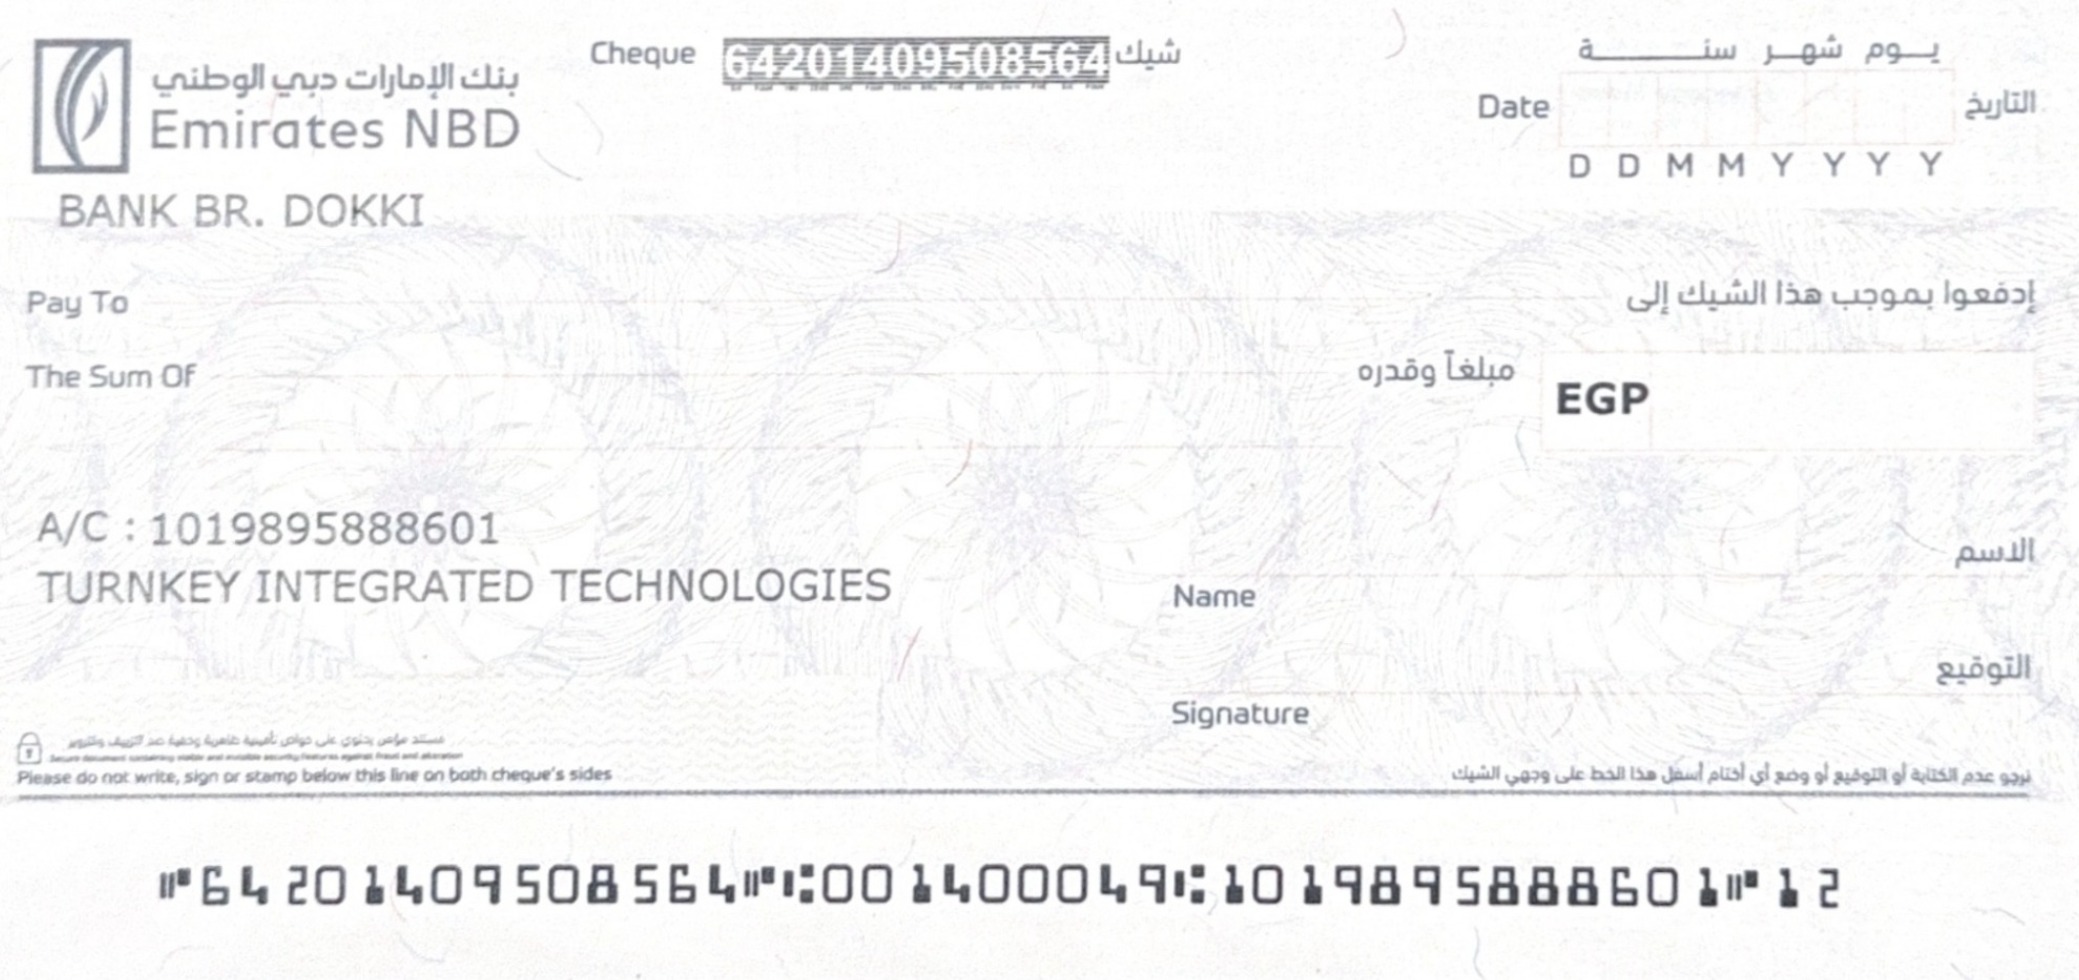 بنك الإمارات دبي الوطني
Emirates NBD
BANK BR. DOKKI
Cheque 64201409508564 شيك
يـــوم شهـــر سنــــــــــة
Date التاريخ
D D M M Y Y Y Y
Pay To إدفعوا بموجب هذا الشيك إلى
The Sum Of مبلغاً وقدره EGP
A/C : 1019895888601
TURNKEY INTEGRATED TECHNOLOGIES
الاسم
Name
التوقيع
Signature
مستند مؤمن يحتوي على خواص تأمينية ظاهرية وخفية ضد التزييف والتزوير
Secure document containing visible and invisible security features against fraud and alteration
Please do not write, sign or stamp below this line on both cheque's sides
نرجو عدم الكتابة أو التوقيع أو وضع أي أختام أسفل هذا الخط على وجهي الشيك
⑈64201409508564⑈⑆001400049⑆1019895888601⑈12